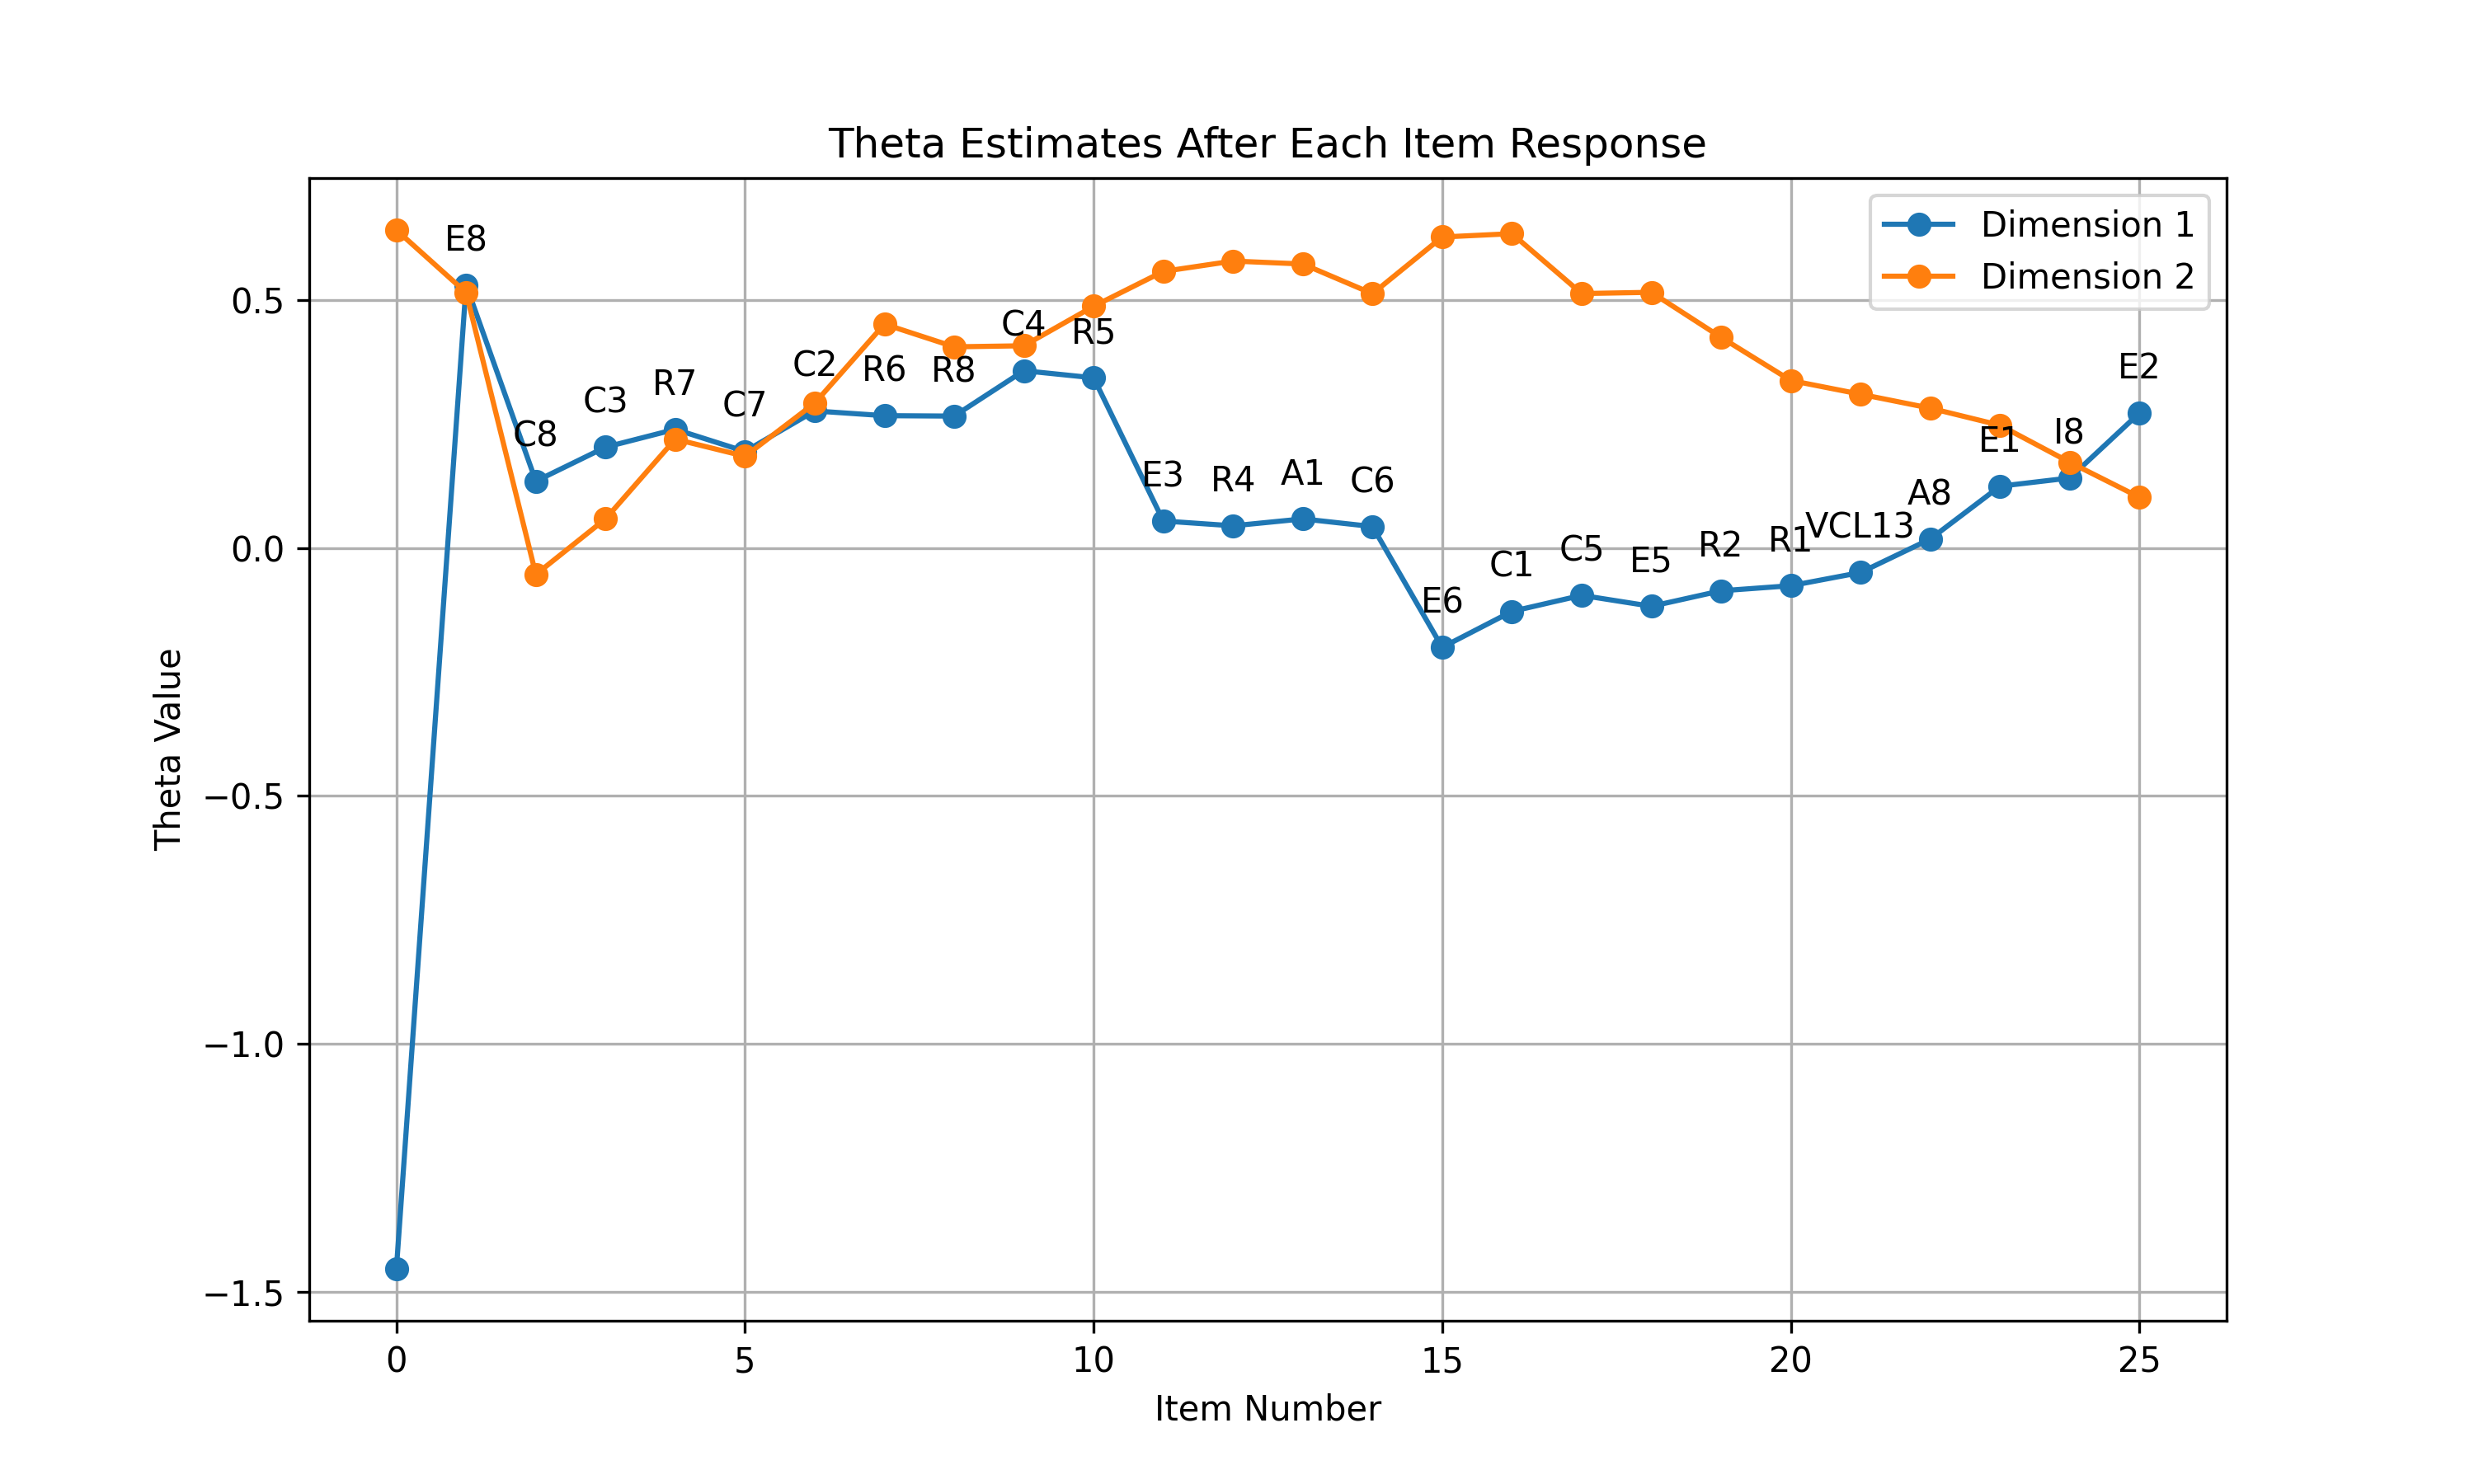 Theta Estimates After Each Item Response
Dimension 1
Dimension 2
E8
C8
C3
R7
C7
C2
R6
R8
C4
R5
E3
R4
A1
C6
E6
C1
C5
E5
R2
R1
VCL13
A8
E1
I8
E2
0.5
0.0
−0.5
−1.0
−1.5
Theta Value
0 5 10 15 20 25
Item Number